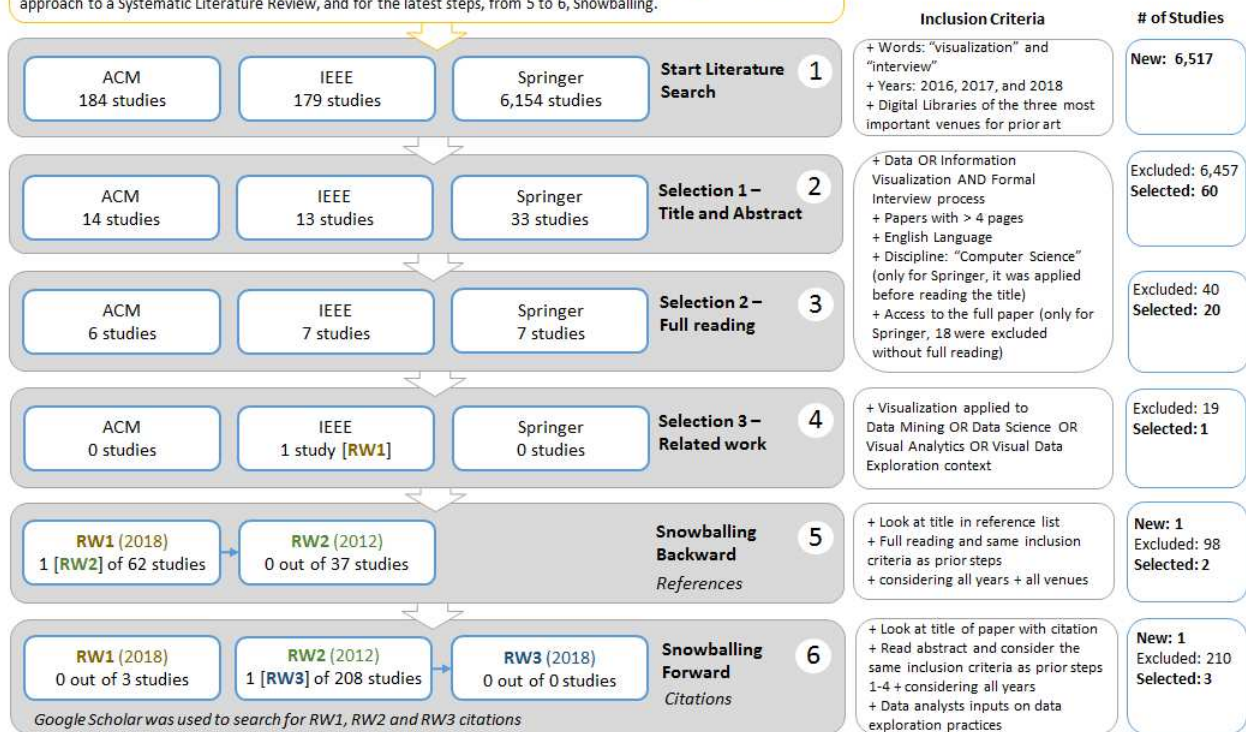 approach to a Systematic Literature Review, and for the latest steps, from 5 to 6, Snowballing.
Inclusion Criteria
# of Studies
ACM
184 studies
IEEE
179 studies
Springer
6,154 studies
Start Literature
Search
1
+ Words: "visualization" and
"interview"
+ Years: 2016, 2017, and 2018
+ Digital Libraries of the three most
important venues for prior art
New: 6,517
ACM
14 studies
IEEE
13 studies
Springer
33 studies
Selection 1 –
Title and Abstract
2
+ Data OR Information
Visualization AND Formal
Interview process
+ Papers with > 4 pages
+ English Language
+ Discipline: "Computer Science"
(only for Springer, it was applied
before reading the title)
+ Access to the full paper (only for
Springer, 18 were excluded
without full reading)
Excluded: 6,457
Selected: 60
ACM
6 studies
IEEE
7 studies
Springer
7 studies
Selection 2 –
Full reading
3
Excluded: 40
Selected: 20
ACM
0 studies
IEEE
1 study [RW1]
Springer
0 studies
Selection 3 –
Related work
4
+ Visualization applied to
Data Mining OR Data Science OR
Visual Analytics OR Visual Data
Exploration context
Excluded: 19
Selected: 1
RW1 (2018)
1 [RW2] of 62 studies
RW2 (2012)
0 out of 37 studies
Snowballing
Backward
References
5
+ Look at title in reference list
+ Full reading and same inclusion
criteria as prior steps
+ considering all years + all venues
New: 1
Excluded: 98
Selected: 2
RW1 (2018)
0 out of 3 studies
RW2 (2012)
1 [RW3] of 208 studies
RW3 (2018)
0 out of 0 studies
Snowballing
Forward
Citations
6
Google Scholar was used to search for RW1, RW2 and RW3 citations
+ Look at title of paper with citation
+ Read abstract and consider the
same inclusion criteria as prior steps
1-4 + considering all years
+ Data analysts inputs on data
exploration practices
New: 1
Excluded: 210
Selected: 3